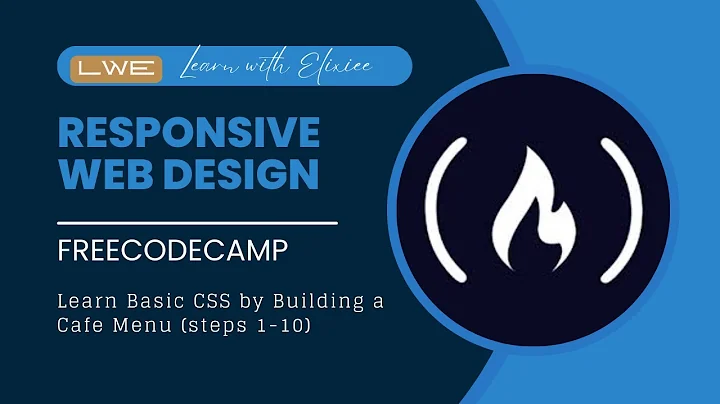 LWE Learn with Elixiee
RESPONSIVE
WEB DESIGN
FREECODECAMP
Learn Basic CSS by Building a
Cafe Menu (steps 1-10)